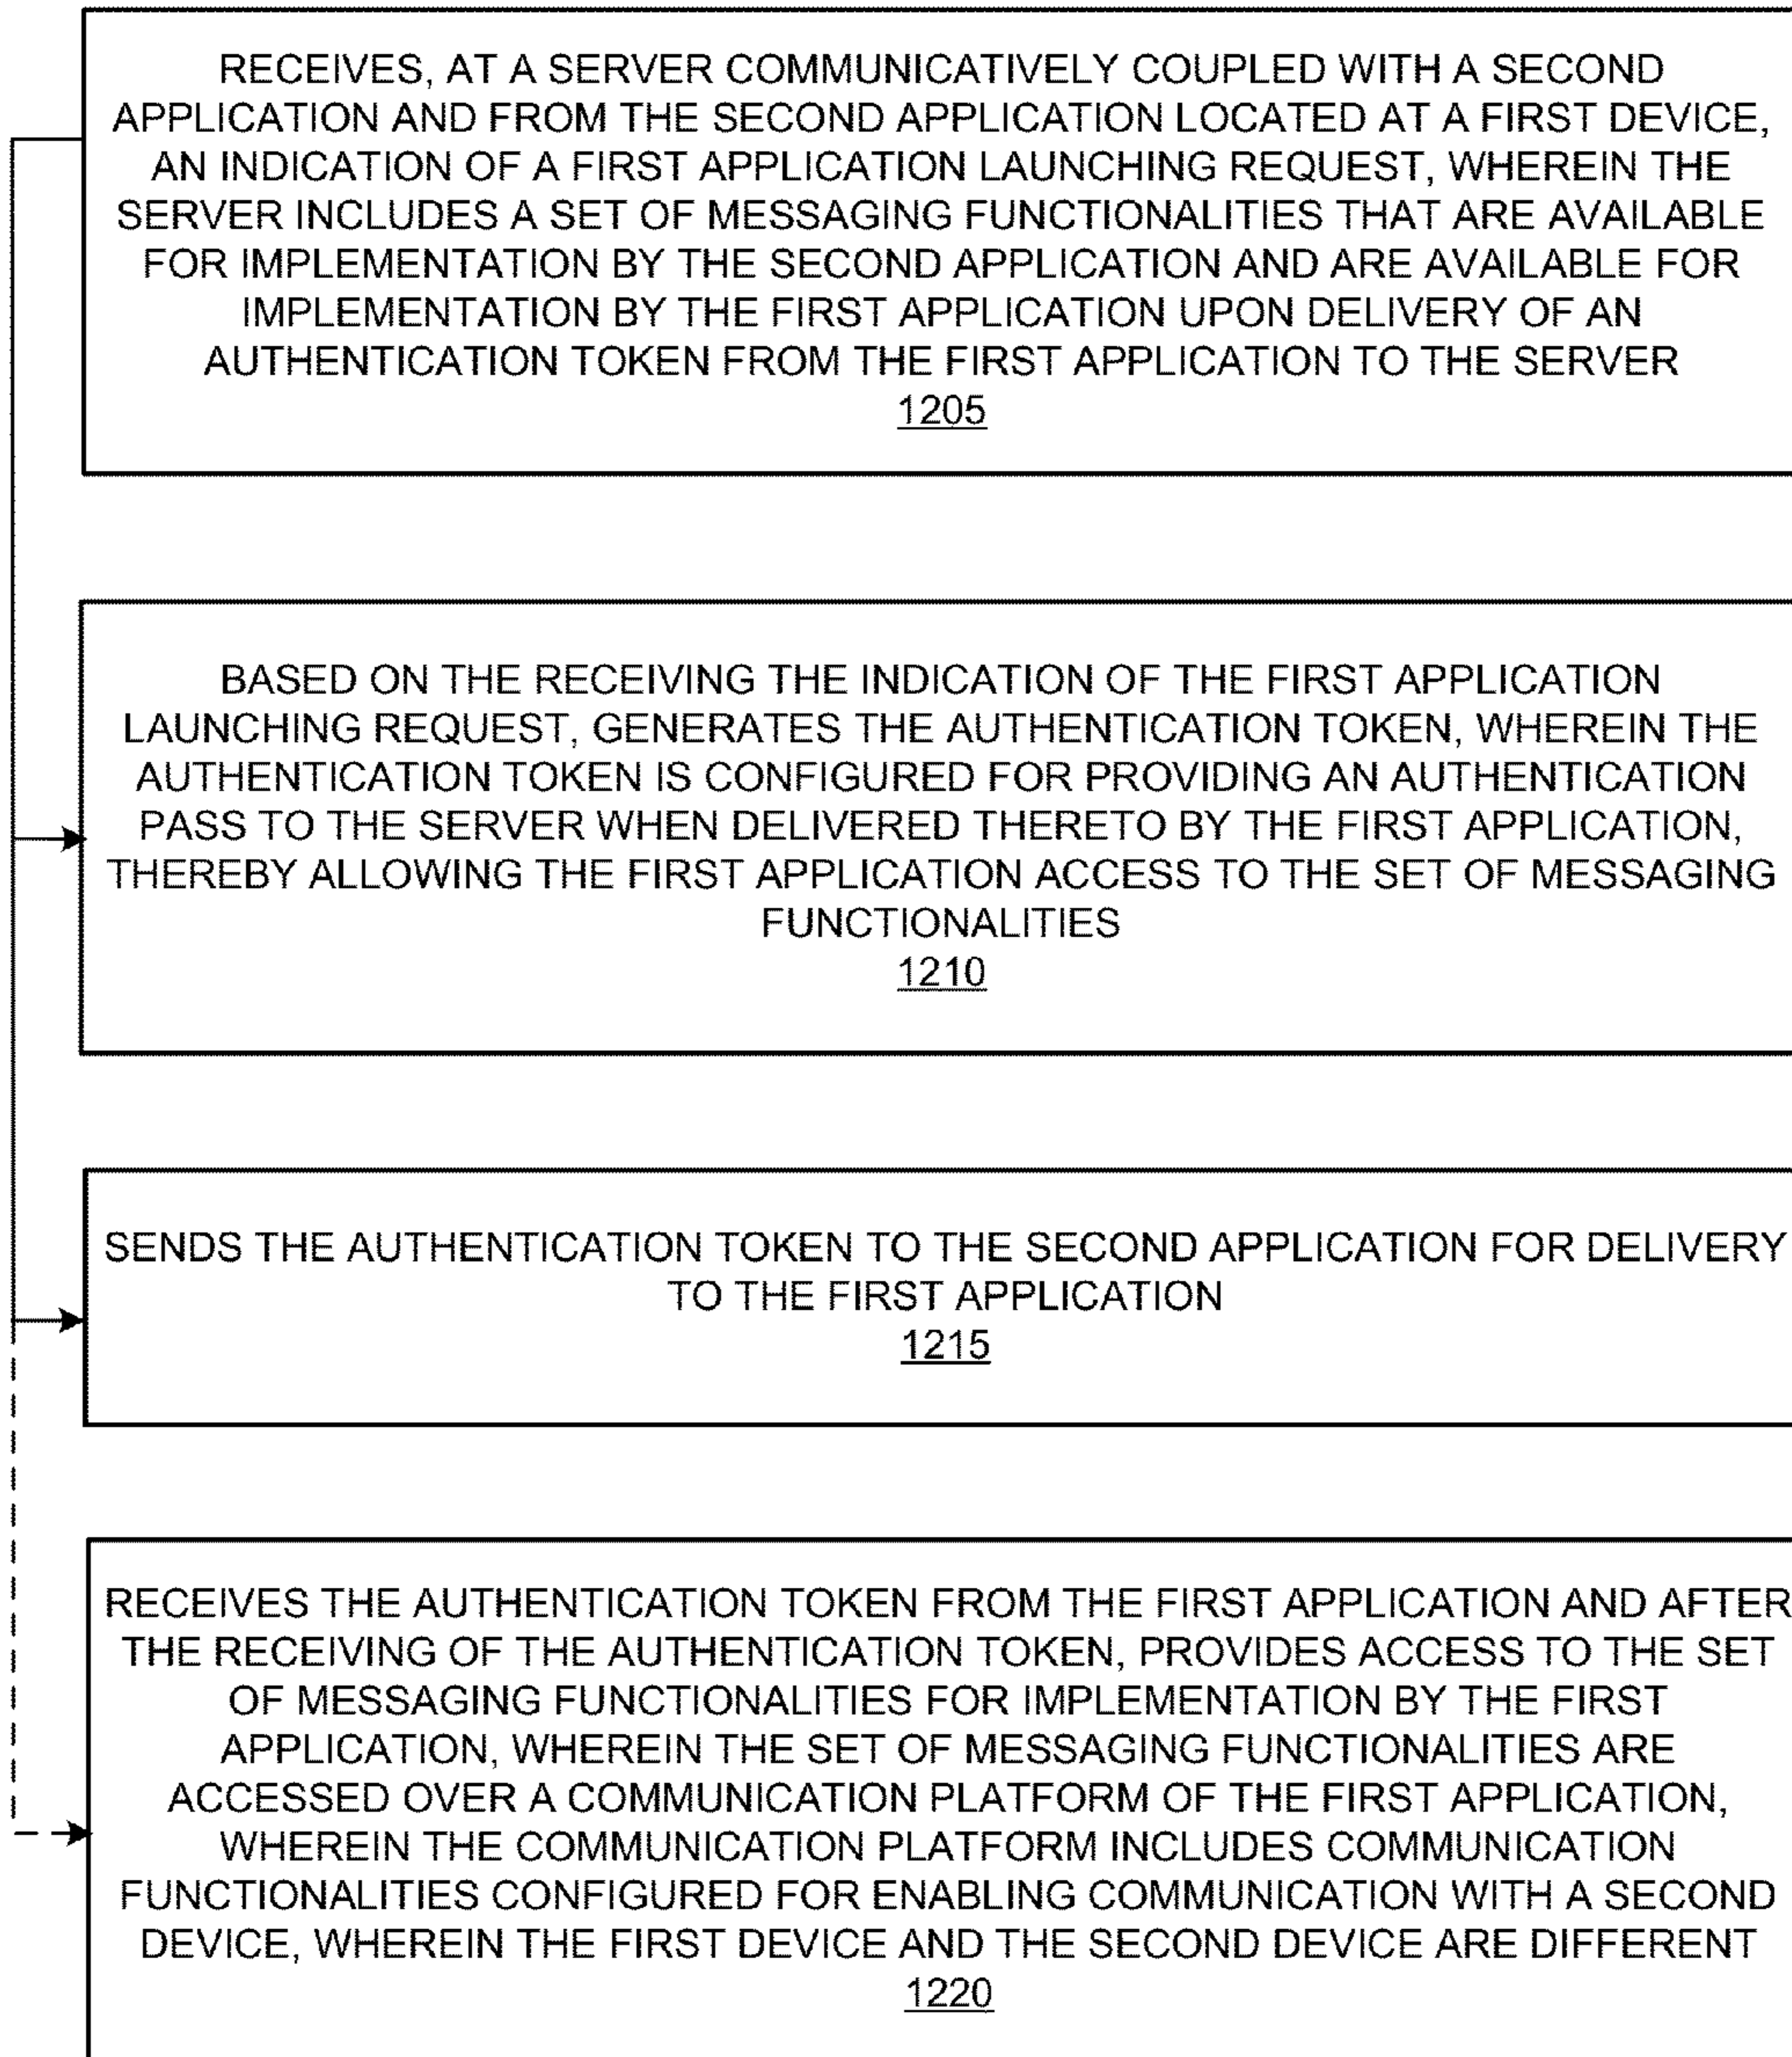 RECEIVES, AT A SERVER COMMUNICATIVELY COUPLED WITH A SECOND
APPLICATION AND FROM THE SECOND APPLICATION LOCATED AT A FIRST DEVICE,
AN INDICATION OF A FIRST APPLICATION LAUNCHING REQUEST, WHEREIN THE
SERVER INCLUDES A SET OF MESSAGING FUNCTIONALITIES THAT ARE AVAILABLE
FOR IMPLEMENTATION BY THE SECOND APPLICATION AND ARE AVAILABLE FOR
IMPLEMENTATION BY THE FIRST APPLICATION UPON DELIVERY OF AN
AUTHENTICATION TOKEN FROM THE FIRST APPLICATION TO THE SERVER
1205
BASED ON THE RECEIVING THE INDICATION OF THE FIRST APPLICATION
LAUNCHING REQUEST, GENERATES THE AUTHENTICATION TOKEN, WHEREIN THE
AUTHENTICATION TOKEN IS CONFIGURED FOR PROVIDING AN AUTHENTICATION
PASS TO THE SERVER WHEN DELIVERED THERETO BY THE FIRST APPLICATION,
THEREBY ALLOWING THE FIRST APPLICATION ACCESS TO THE SET OF MESSAGING
FUNCTIONALITIES
1210
SENDS THE AUTHENTICATION TOKEN TO THE SECOND APPLICATION FOR DELIVERY
TO THE FIRST APPLICATION
1215
RECEIVES THE AUTHENTICATION TOKEN FROM THE FIRST APPLICATION AND AFTER
THE RECEIVING OF THE AUTHENTICATION TOKEN, PROVIDES ACCESS TO THE SET
OF MESSAGING FUNCTIONALITIES FOR IMPLEMENTATION BY THE FIRST
APPLICATION, WHEREIN THE SET OF MESSAGING FUNCTIONALITIES ARE
ACCESSED OVER A COMMUNICATION PLATFORM OF THE FIRST APPLICATION,
WHEREIN THE COMMUNICATION PLATFORM INCLUDES COMMUNICATION
FUNCTIONALITIES CONFIGURED FOR ENABLING COMMUNICATION WITH A SECOND
DEVICE, WHEREIN THE FIRST DEVICE AND THE SECOND DEVICE ARE DIFFERENT
1220